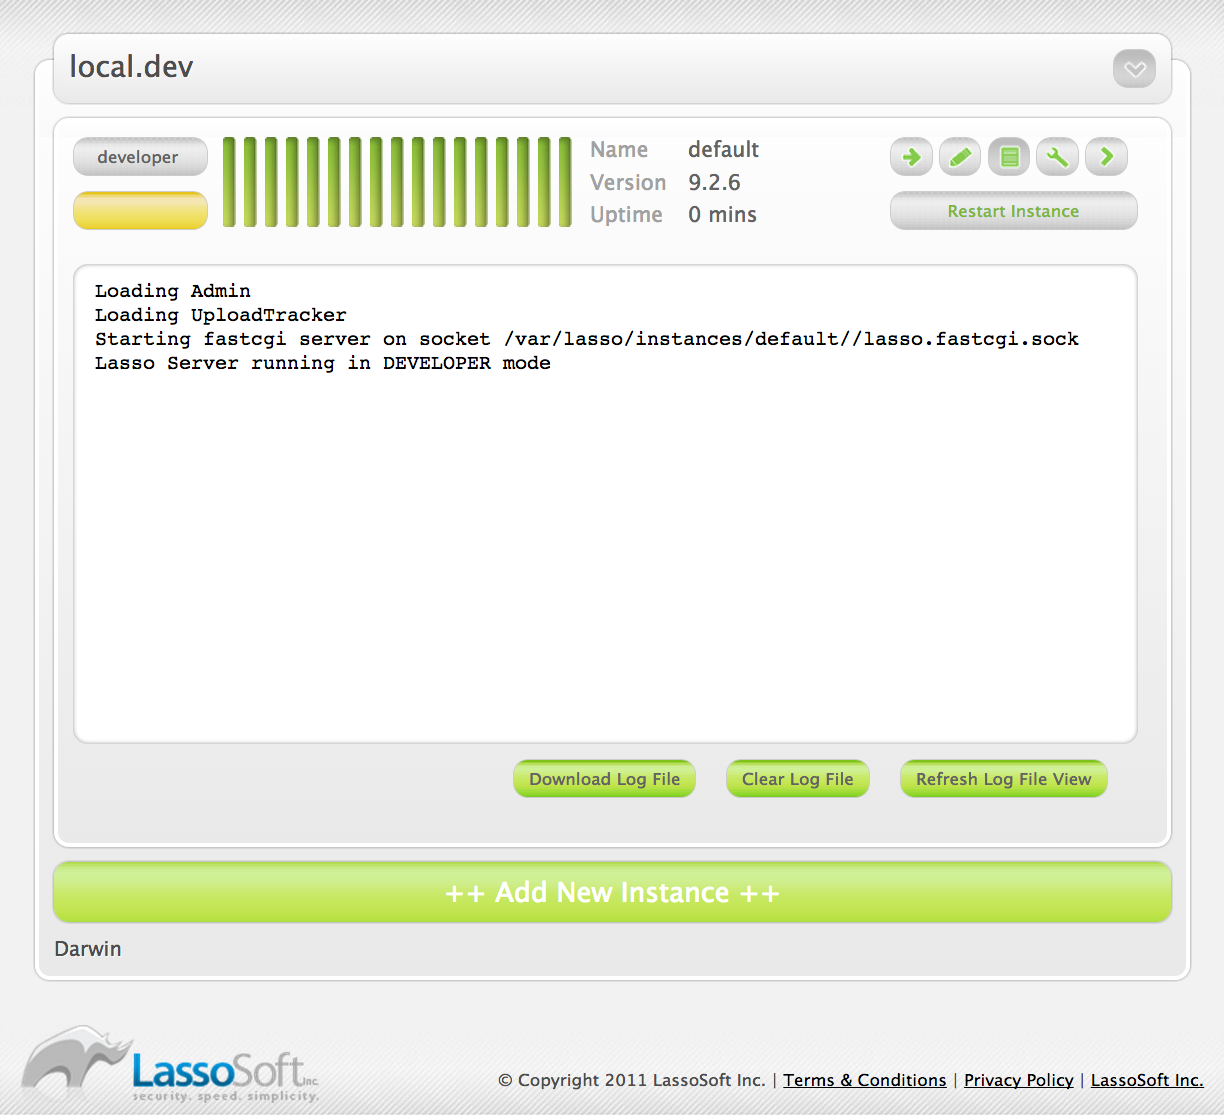 local.dev
developer
Name default
Version 9.2.6
Uptime 0 mins
Restart Instance
Loading Admin
Loading UploadTracker
Starting fastcgi server on socket /var/lasso/instances/default//lasso.fastcgi.sock
Lasso Server running in DEVELOPER mode
Download Log File
Clear Log File
Refresh Log File View
++ Add New Instance ++
Darwin
LassoSoft Inc.
security. speed. simplicity.
© Copyright 2011 LassoSoft Inc. | Terms & Conditions | Privacy Policy | LassoSoft Inc.